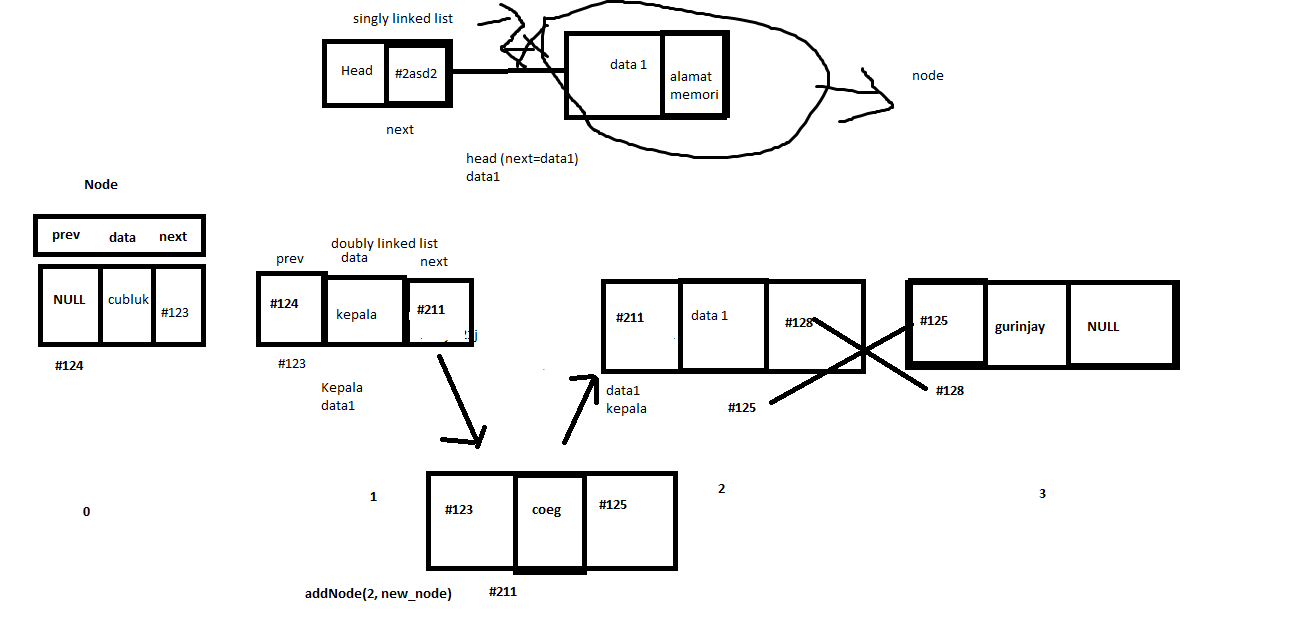 singly linked list
Head
#2asd2
data 1
alamat
memori
node
next
head (next=data1)
data1
Node
prev data next
NULL cubluk #123
#124
doubly linked list
prev data next
#124 kepala #211
#123
Kepala
data1
#211 data 1 #128
data1
kepala
#125
#125 gurinjay NULL
#128
0
1
2
3
#123 coeg #125
addNode(2, new_node)
#211